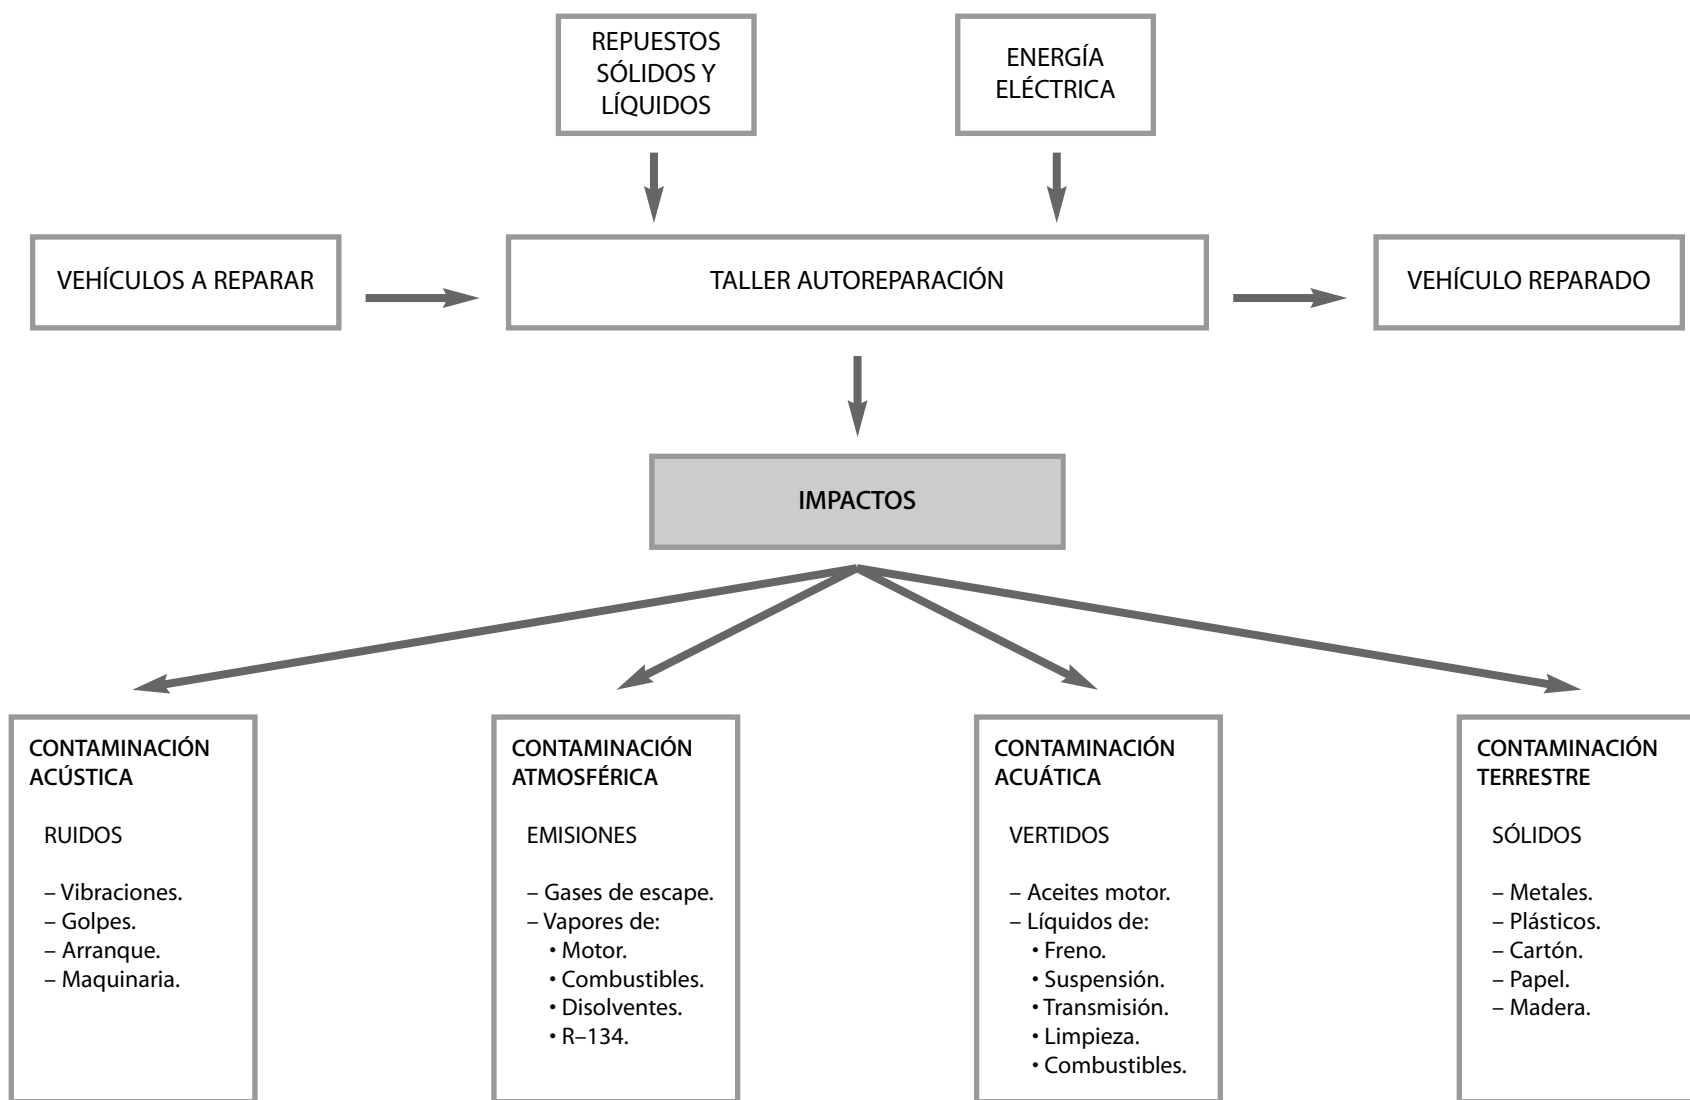 REPUESTOS
SÓLIDOS Y
LÍQUIDOS
ENERGÍA
ELÉCTRICA
VEHÍCULOS A REPARAR
TALLER AUTOREPARACIÓN
VEHÍCULO REPARADO
IMPACTOS
CONTAMINACIÓN
ACÚSTICA
RUIDOS
– Vibraciones.
– Golpes.
– Arranque.
– Maquinaria.
CONTAMINACIÓN
ATMOSFÉRICA
EMISIONES
– Gases de escape.
– Vapores de:
• Motor.
• Combustibles.
• Disolventes.
• R–134.
CONTAMINACIÓN
ACUÁTICA
VERTIDOS
– Aceites motor.
– Líquidos de:
• Freno.
• Suspensión.
• Transmisión.
• Limpieza.
• Combustibles.
CONTAMINACIÓN
TERRESTRE
SÓLIDOS
– Metales.
– Plásticos.
– Cartón.
– Papel.
– Madera.